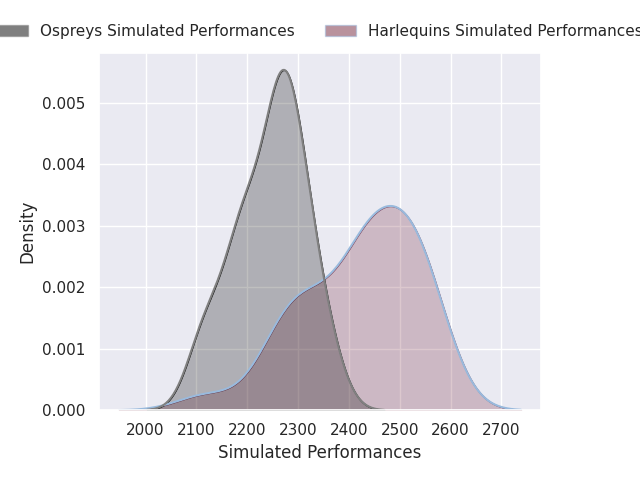 Ospreys Simulated Performances Harlequins Simulated Performances
0.005
0.004
0.003
0.002
0.001
0.000
Density
2000 2100 2200 2300 2400 2500 2600 2700
Simulated Performances